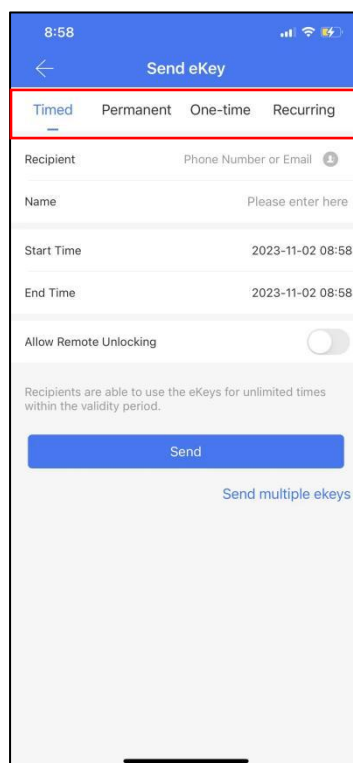 8:58
Send eKey
Timed Permanent One-time Recurring
Recipient Phone Number or Email
Name Please enter here
Start Time 2023-11-02 08:58
End Time 2023-11-02 08:58
Allow Remote Unlocking
Recipients are able to use the eKeys for unlimited times
within the validity period.
Send
Send multiple ekeys